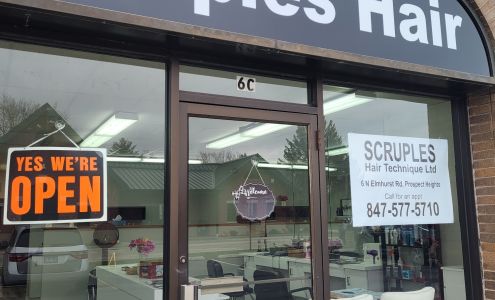 ples Hair
6C
YES, WE'RE
OPEN
Welcome
SCRUPLES
Hair Technique Ltd
6 N Elmhurst Rd, Prospect Heights
Call for an appt
847-577-5710